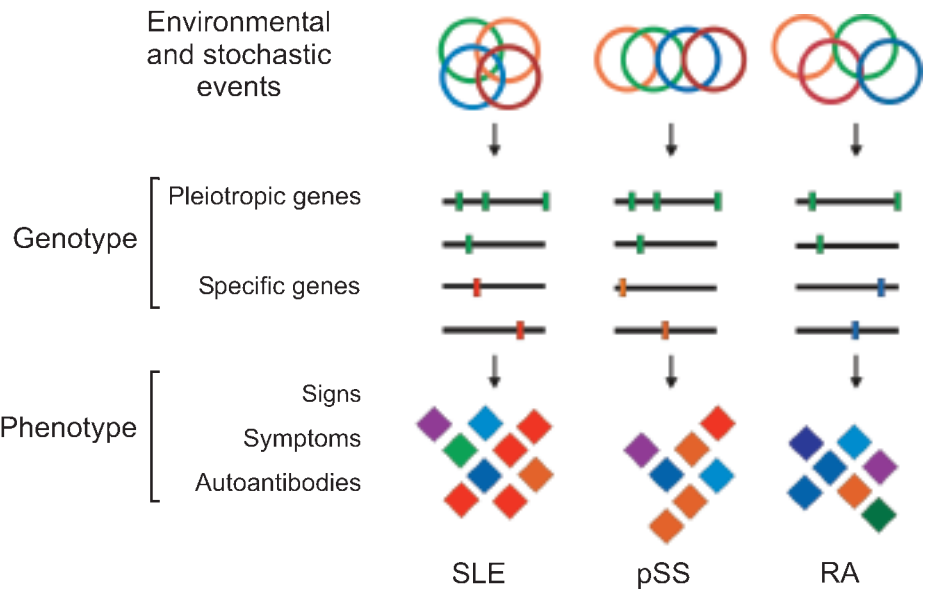 Environmental
and stochastic
events
Genotype
Pleiotropic genes
Specific genes
Phenotype
Signs
Symptoms
Autoantibodies
SLE
pSS
RA